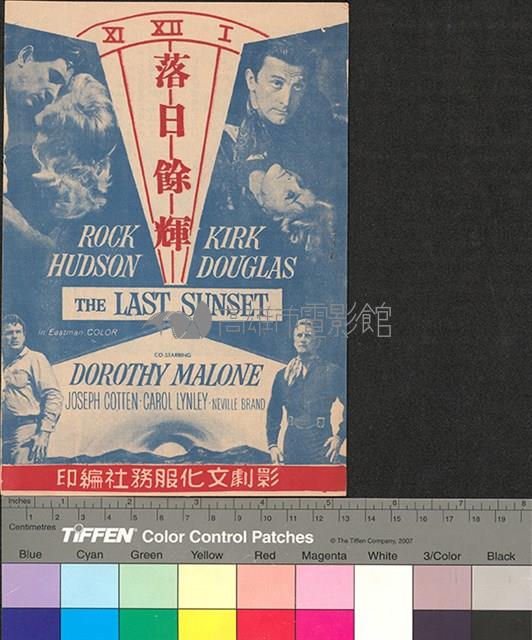 XI XII I
落日餘輝
ROCK HUDSON
KIRK DOUGLAS
THE LAST SUNSET
in Eastman COLOR
高雄市電影館
CO-STARRING
DOROTHY MALONE
JOSEPH COTTEN · CAROL LYNLEY · NEVILLE BRAND
印編社務服化文劇影
Inches 1 2 3 4 5 6 7 8
Centimetres 1 2 3 4 5 6 7 8 9 10 11 12 13 14 15 16 17 18 19
TIFFEN® Color Control Patches © The Tiffen Company, 2007
Blue Cyan Green Yellow Red Magenta White 3/Color Black